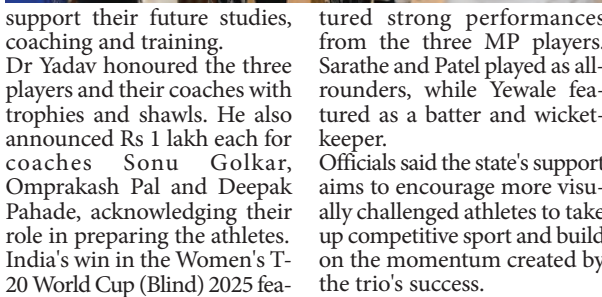 support their future studies,
coaching and training.
Dr Yadav honoured the three
players and their coaches with
trophies and shawls. He also
announced Rs 1 lakh each for
coaches Sonu Golkar,
Omprakash Pal and Deepak
Pahade, acknowledging their
role in preparing the athletes.
India's win in the Women's T-
20 World Cup (Blind) 2025 fea-
tured strong performances
from the three MP players.
Sarathe and Patel played as all-
rounders, while Yewale fea-
tured as a batter and wicket-
keeper.
Officials said the state's support
aims to encourage more visu-
ally challenged athletes to take
up competitive sport and build
on the momentum created by
the trio's success.